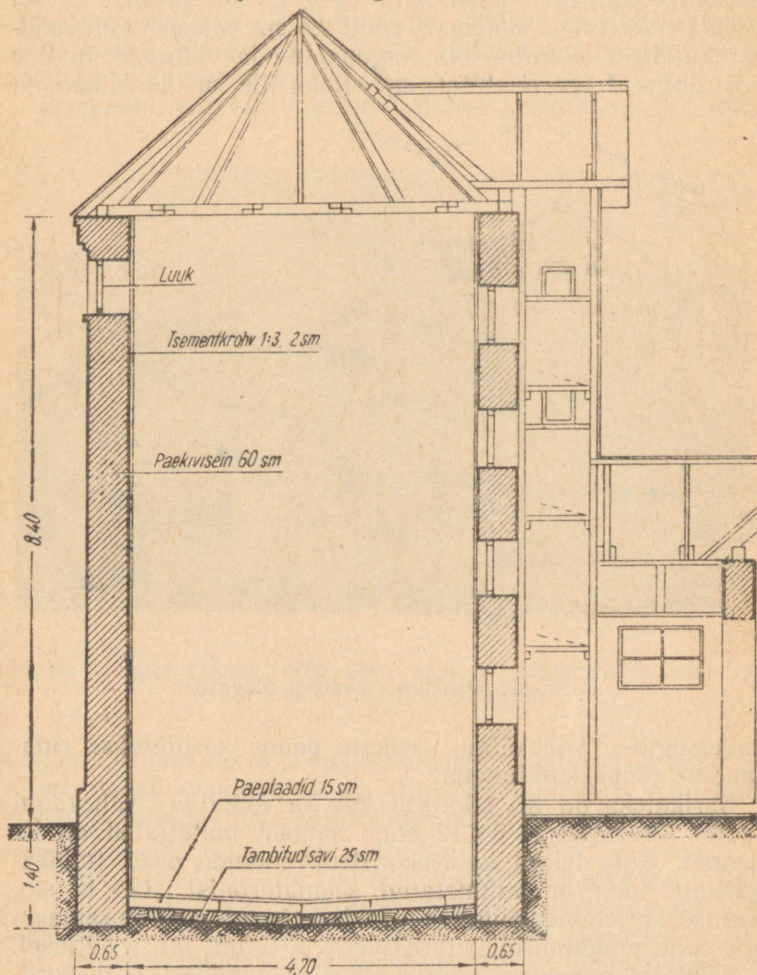 Luuk
Tsementkrohv 1:3, 2 sm
Paekivisein 60 sm
8.40
Paeplaadid 15 sm
Tambitud savi 25 sm
1.40
0.65
4.70
0,65